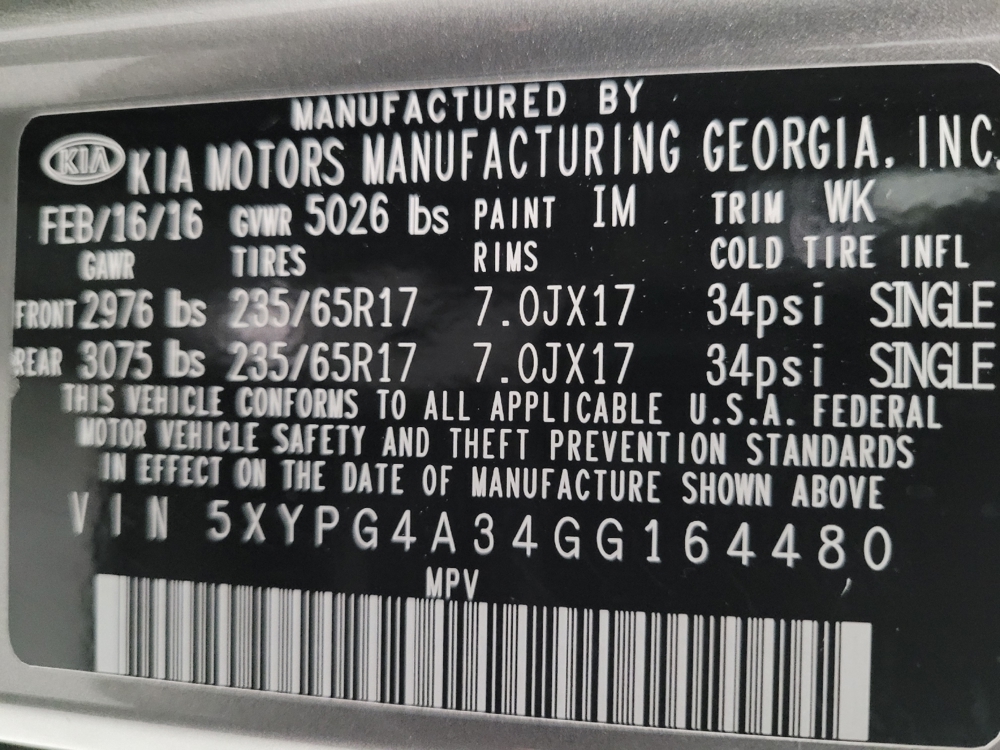 MANUFACTURED BY
KIA KIA MOTORS MANUFACTURING GEORGIA, INC.
FEB/16/16 GVWR 5026 lbs PAINT IM TRIM WK
GAWR TIRES RIMS COLD TIRE INFL
FRONT 2976 lbs 235/65R17 7.0JX17 34psi SINGLE
REAR 3075 lbs 235/65R17 7.0JX17 34psi SINGLE
THIS VEHICLE CONFORMS TO ALL APPLICABLE U.S.A. FEDERAL
MOTOR VEHICLE SAFETY AND THEFT PREVENTION STANDARDS
IN EFFECT ON THE DATE OF MANUFACTURE SHOWN ABOVE
VIN 5XYPG4A34GG164480
MPV